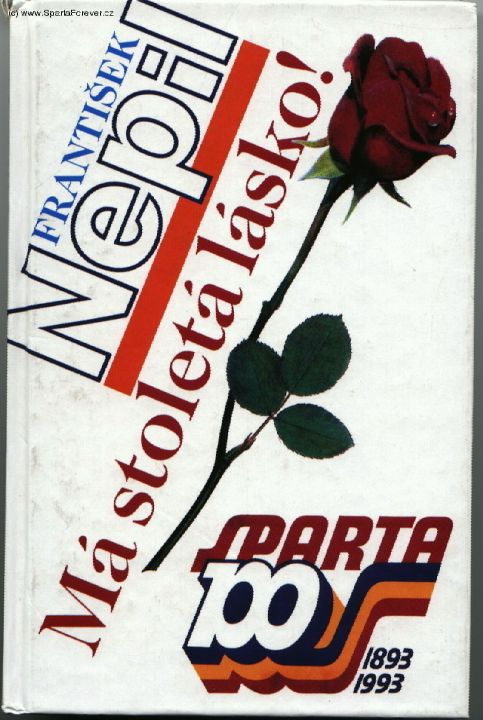 (c) www.SpartaForever.cz
FRANTIŠEK
Nepil
Má stoletá lásko!
SPARTA
100
1893
1993